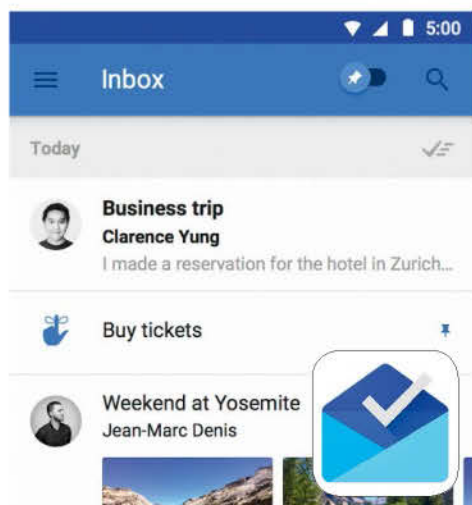 5:00
Inbox
Today
Business trip
Clarence Yung
I made a reservation for the hotel in Zurich...
Buy tickets
Weekend at Yosemite
Jean-Marc Denis